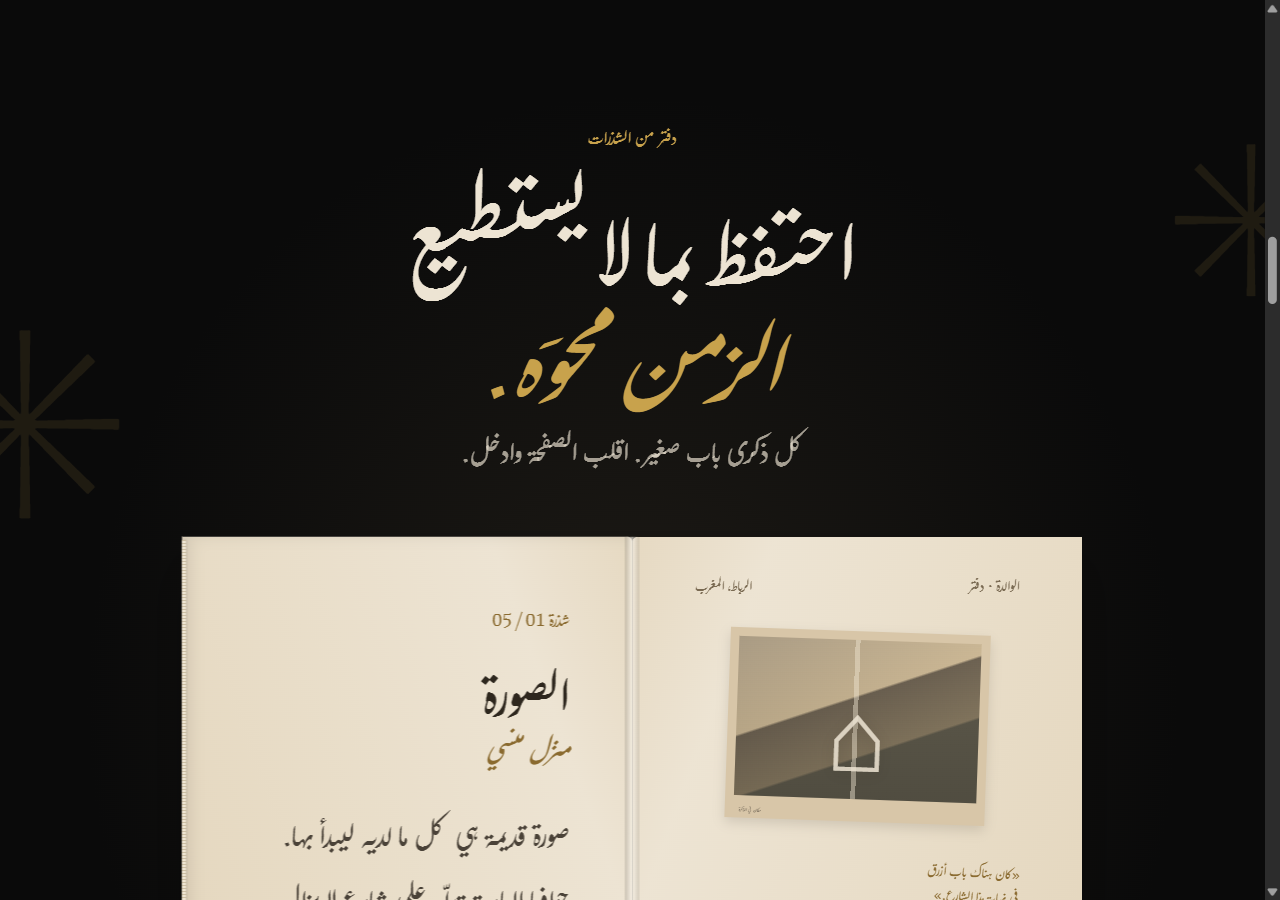 دفتر من الشذرات
احتفظ بما لا يستطيع
الزمن محوَه.
كل ذكرى باب صغير. اقلب الصفحة وادخل.
الوالدة · دفتر
الرباط، المغرب
«كان هناك باب أزرق
شذرة 01 / 05
الصورة
منزل منسي
صورة قديمة هي كل ما لديه ليبدأ بها.